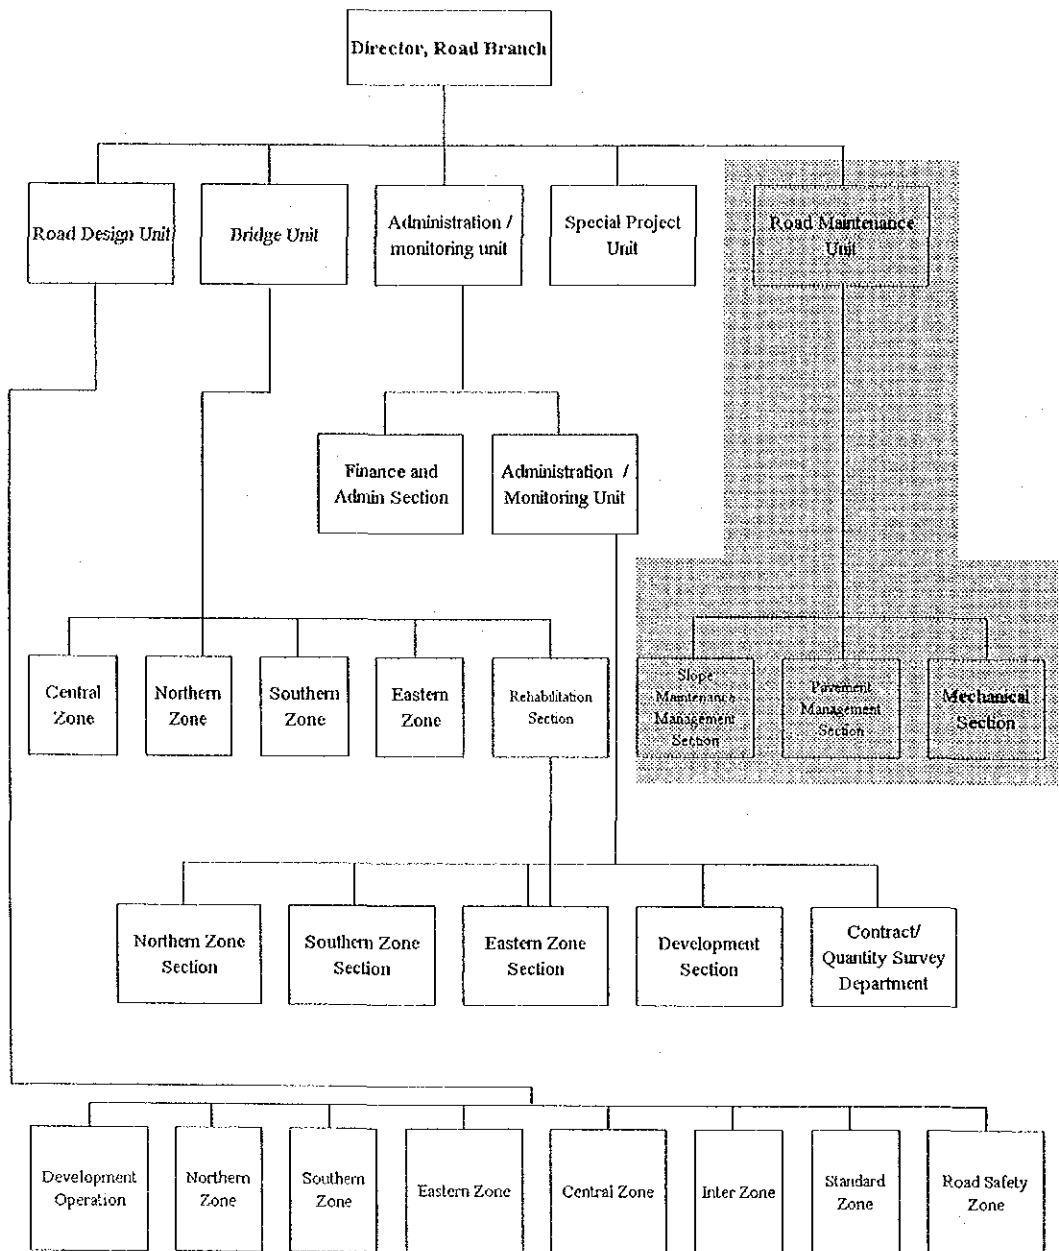 Director, Road Branch
Road Design Unit
Bridge Unit
Administration /
monitoring unit
Special Project
Unit
Road Maintenance
Unit
Finance and
Admin Section
Administration /
Monitoring Unit
Central
Zone
Northern
Zone
Southern
Zone
Eastern
Zone
Rehabilitation
Section
Slope
Maintenance
Management
Section
Pavement
Management
Section
Mechanical
Section
Northern Zone
Section
Southern Zone
Section
Eastern Zone
Section
Development
Section
Contract/
Quantity Survey
Department
Development
Operation
Northern
Zone
Southern
Zone
Eastern Zone
Central Zone
Inter Zone
Standard
Zone
Road Safety
Zone